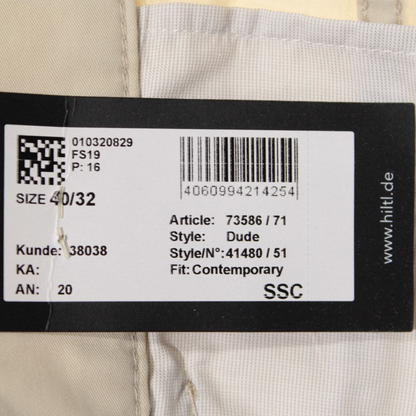 010320829
FS19
P: 16
4060994214254
SIZE 40/32
Article: 73586 / 71
Style: Dude
Kunde: 38038
Style/N°: 41480 / 51
KA:
Fit: Contemporary
AN: 20
SSC
www.hiltl.de